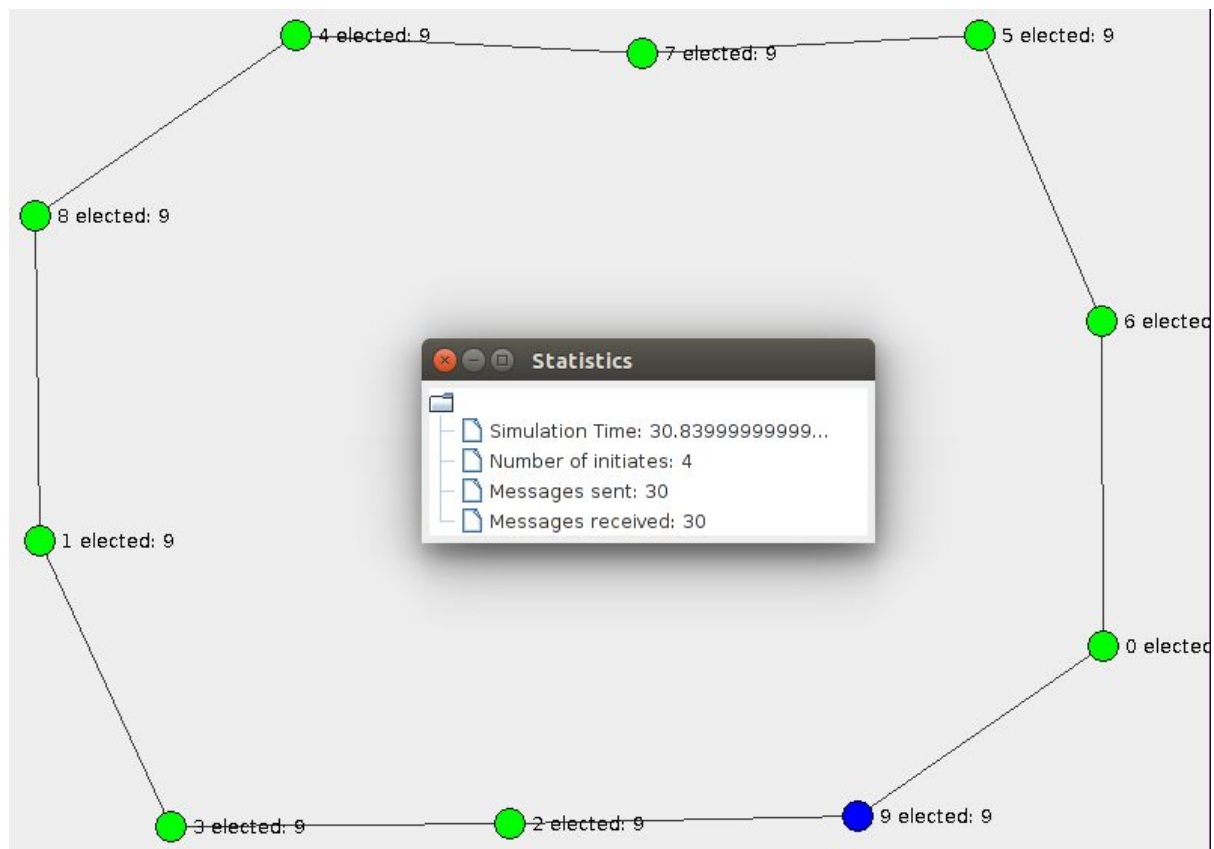 4 elected: 9
7 elected: 9
5 elected: 9
8 elected: 9
6 elected
Statistics
Simulation Time: 30.83999999999...
Number of initiates: 4
Messages sent: 30
Messages received: 30
1 elected: 9
0 elected
3 elected: 9
2 elected: 9
9 elected: 9